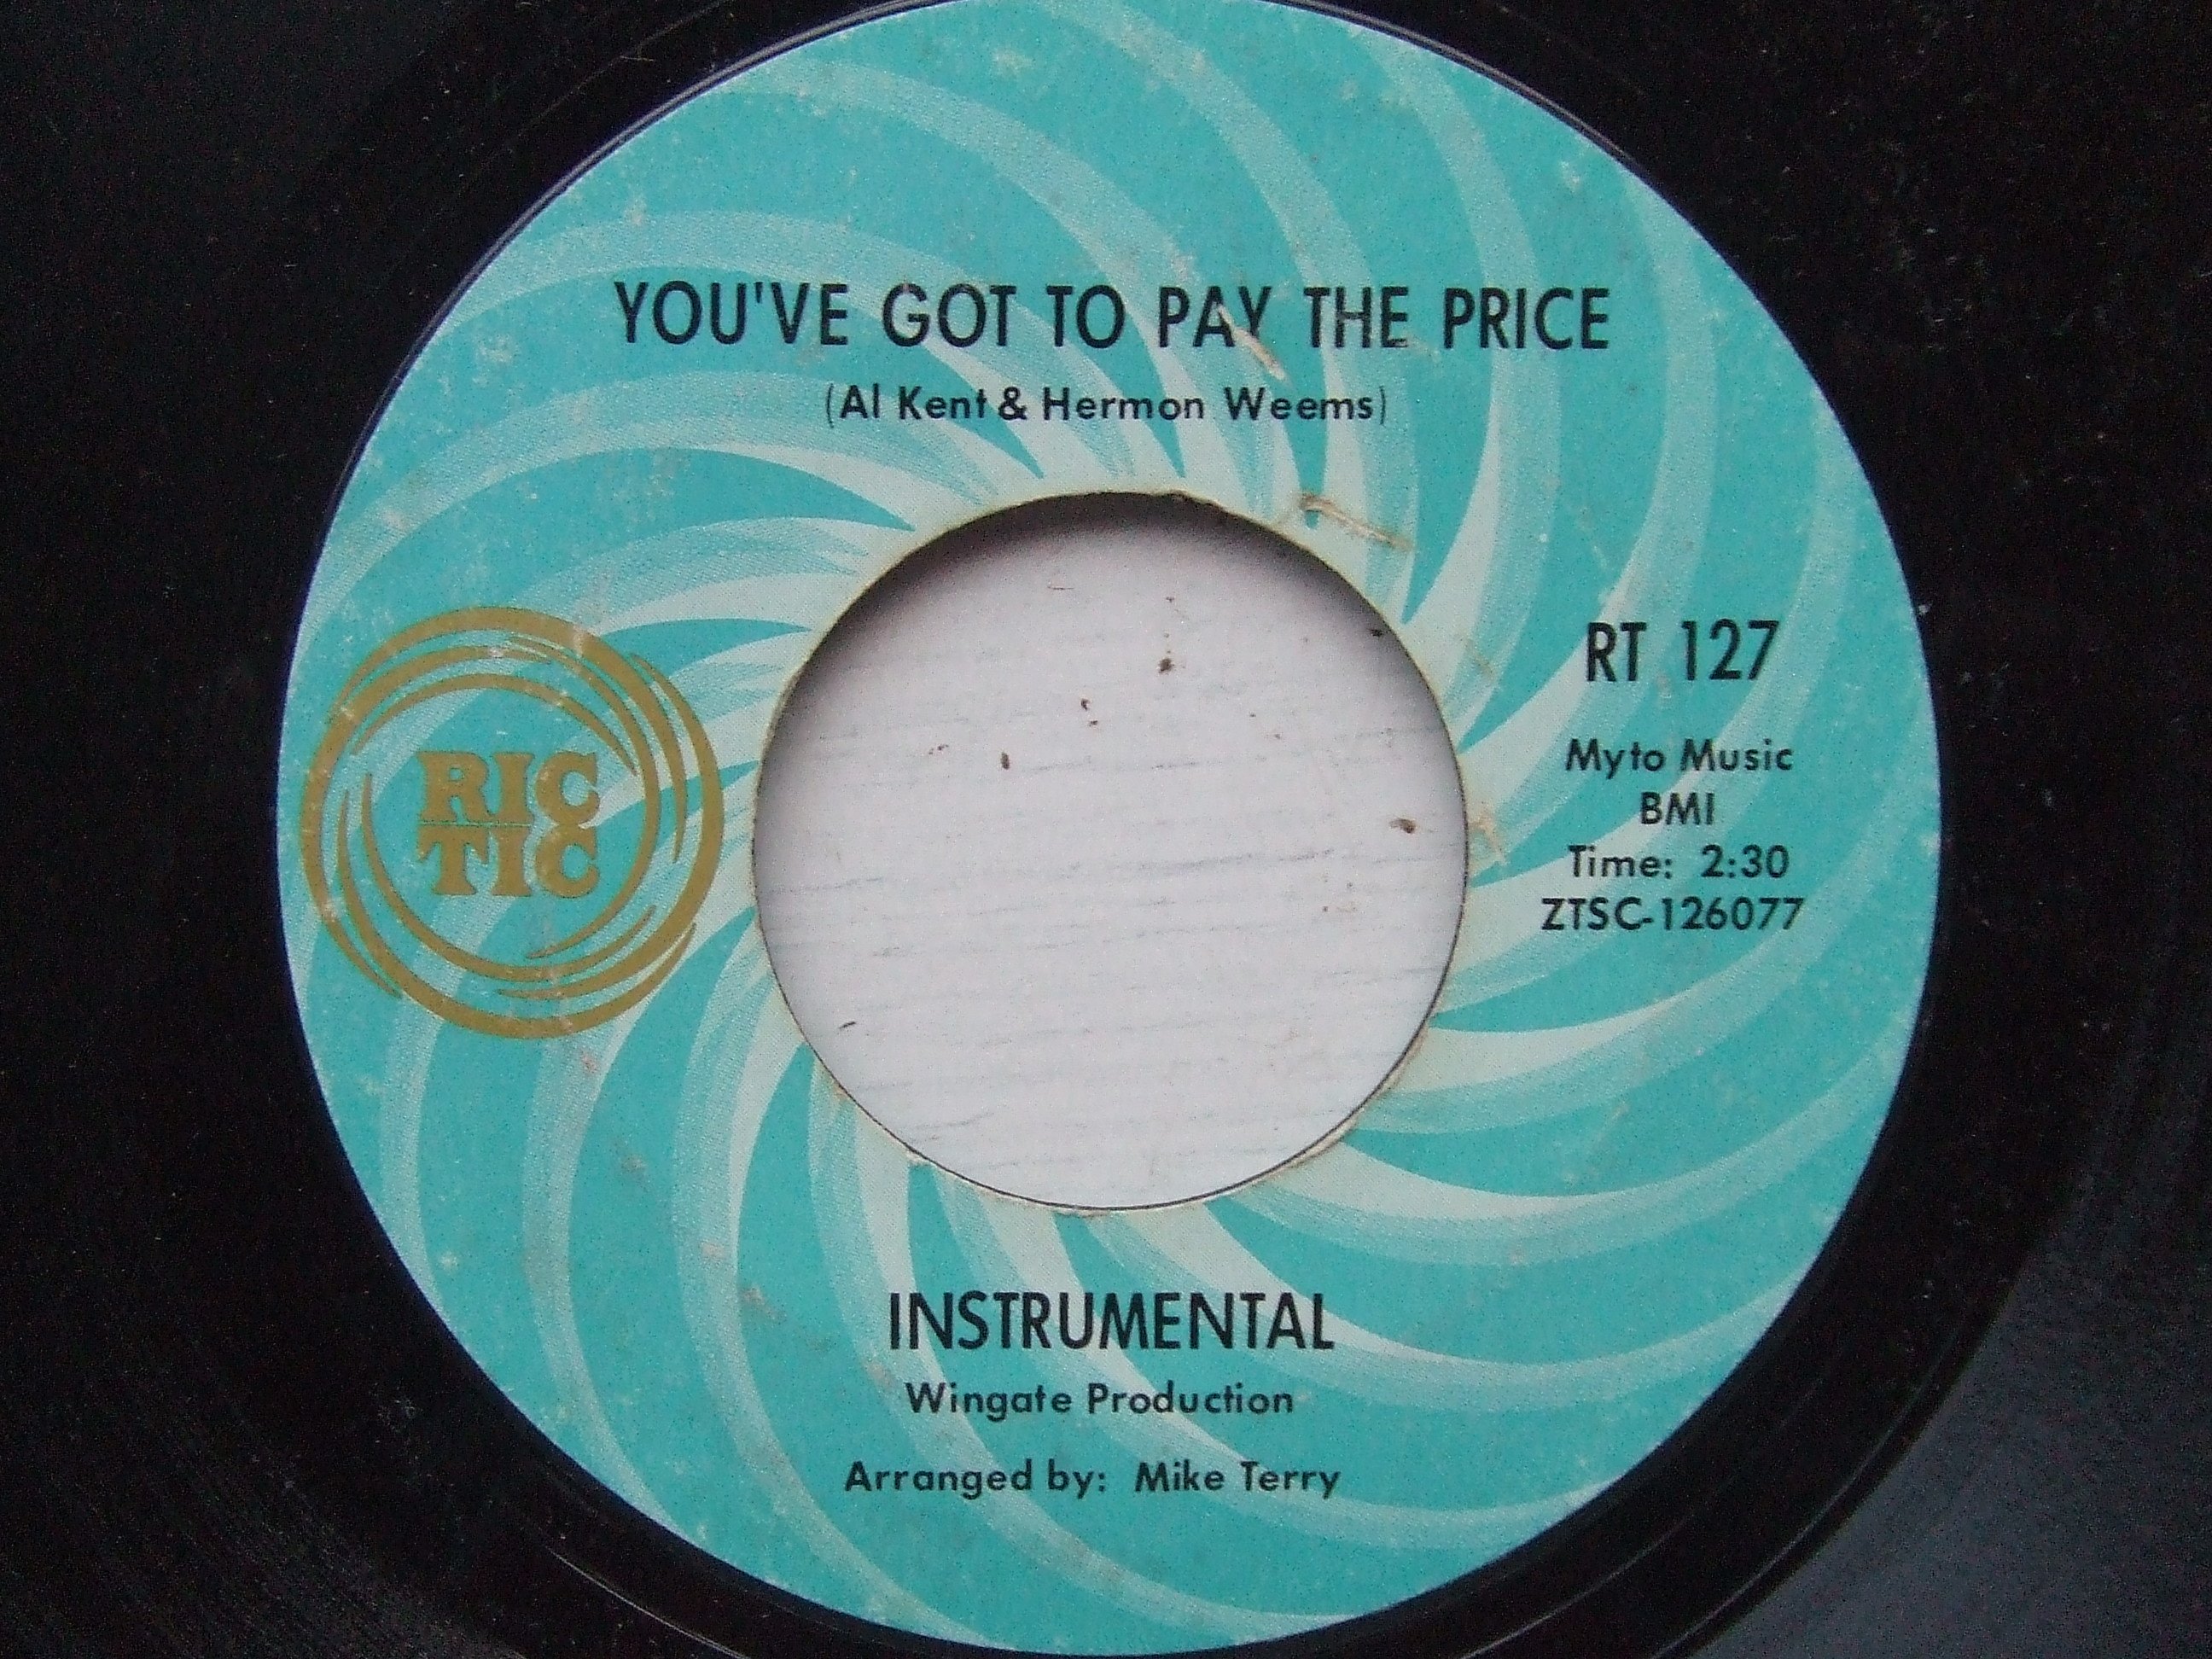 YOU'VE GOT TO PAY THE PRICE
(Al Kent & Hermon Weems)
RIC
TIC
RT 127
Myto Music
BMI
Time: 2:30
ZTSC-126077
INSTRUMENTAL
Wingate Production
Arranged by: Mike Terry